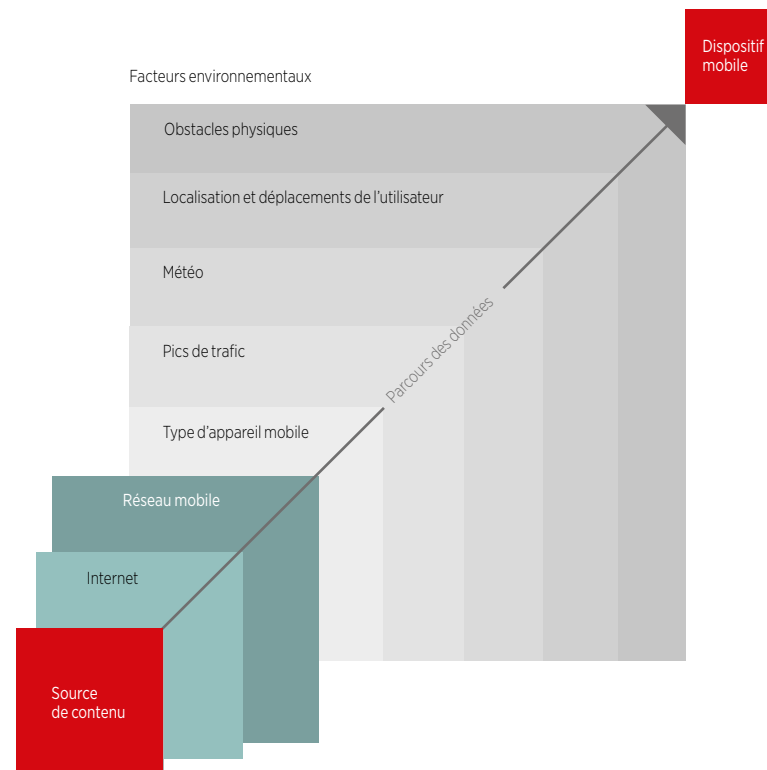 Dispositif
mobile
Facteurs environnementaux
Obstacles physiques
Localisation et déplacements de l’utilisateur
Météo
Pics de trafic
Parcours des données
Type d’appareil mobile
Réseau mobile
Internet
Source
de contenu